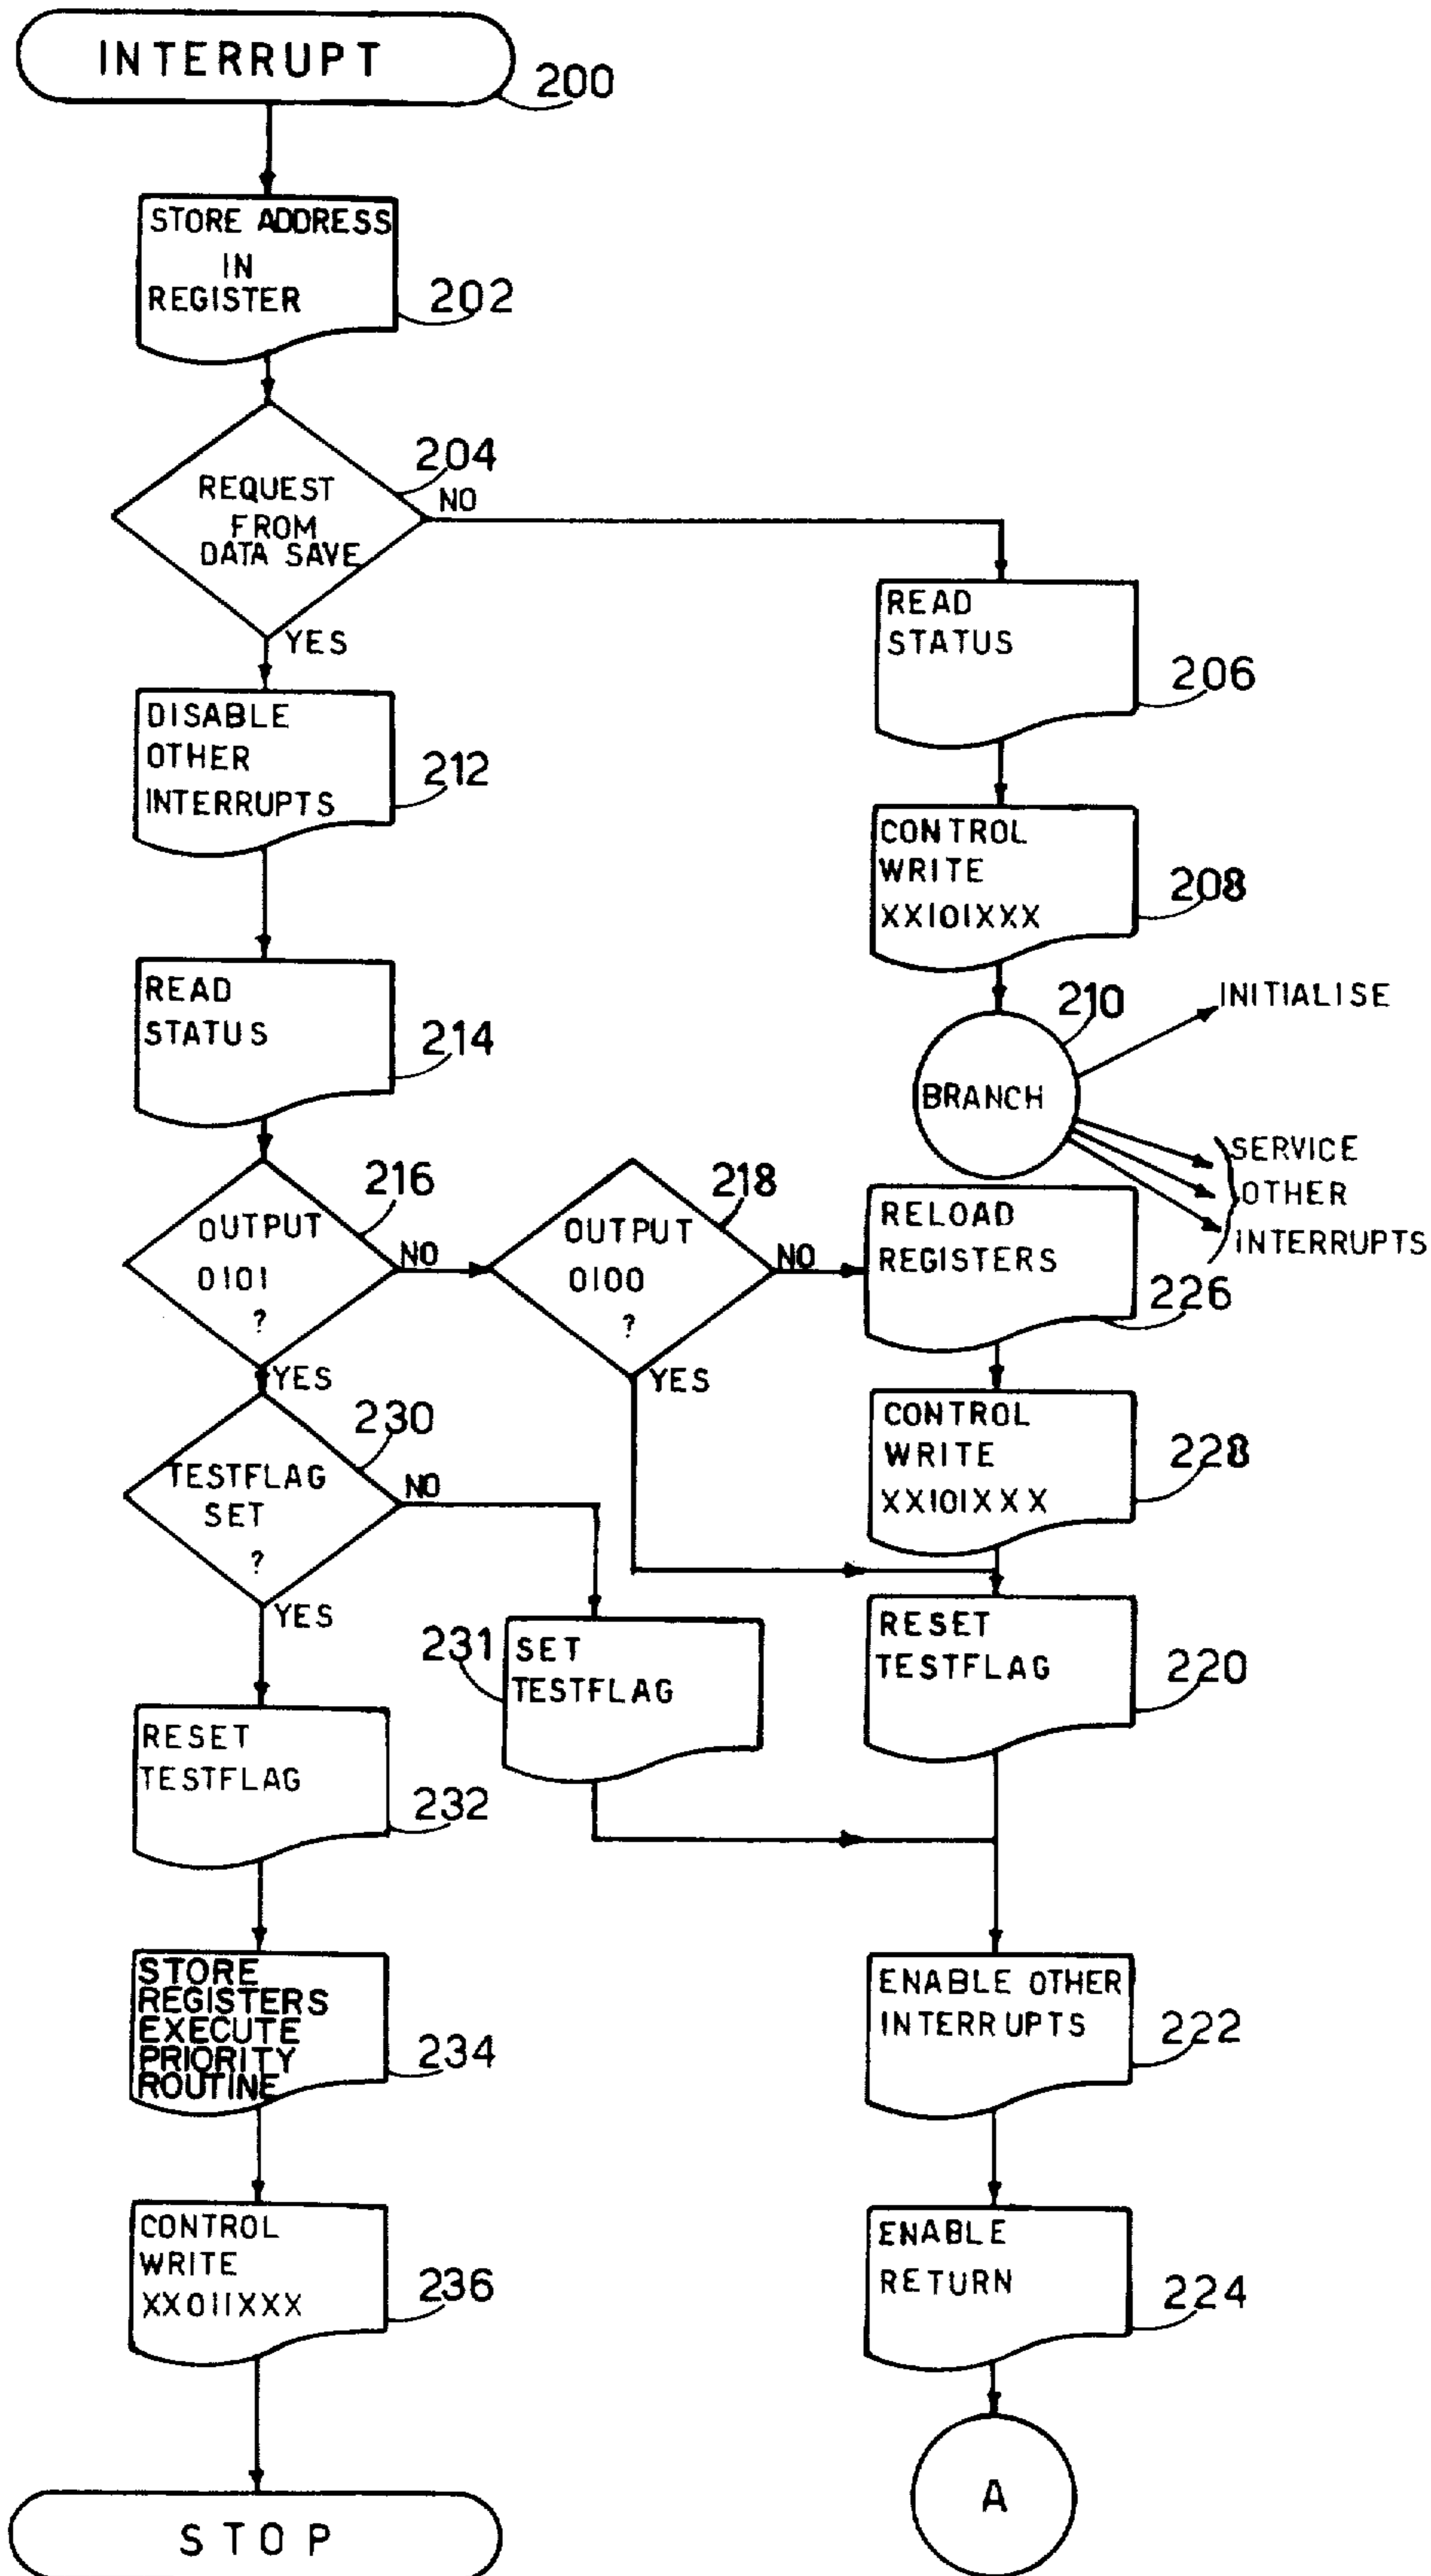 INTERRUPT
200
STORE ADDRESS
IN
REGISTER
202
204
REQUEST
FROM
DATA SAVE
NO
YES
READ
STATUS
206
CONTROL
WRITE
XX101XXX
208
210
BRANCH
INITIALISE
SERVICE
OTHER
INTERRUPTS
DISABLE
OTHER
INTERRUPTS
212
READ
STATUS
214
216
OUTPUT
0101
?
NO
YES
218
OUTPUT
0100
?
NO
YES
RELOAD
REGISTERS
226
CONTROL
WRITE
XX101XXX
228
230
TESTFLAG
SET
?
NO
YES
231
SET
TESTFLAG
RESET
TESTFLAG
220
RESET
TESTFLAG
232
STORE
REGISTERS
EXECUTE
PRIORITY
ROUTINE
234
ENABLE OTHER
INTERRUPTS
222
CONTROL
WRITE
XX011XXX
236
ENABLE
RETURN
224
STOP
A